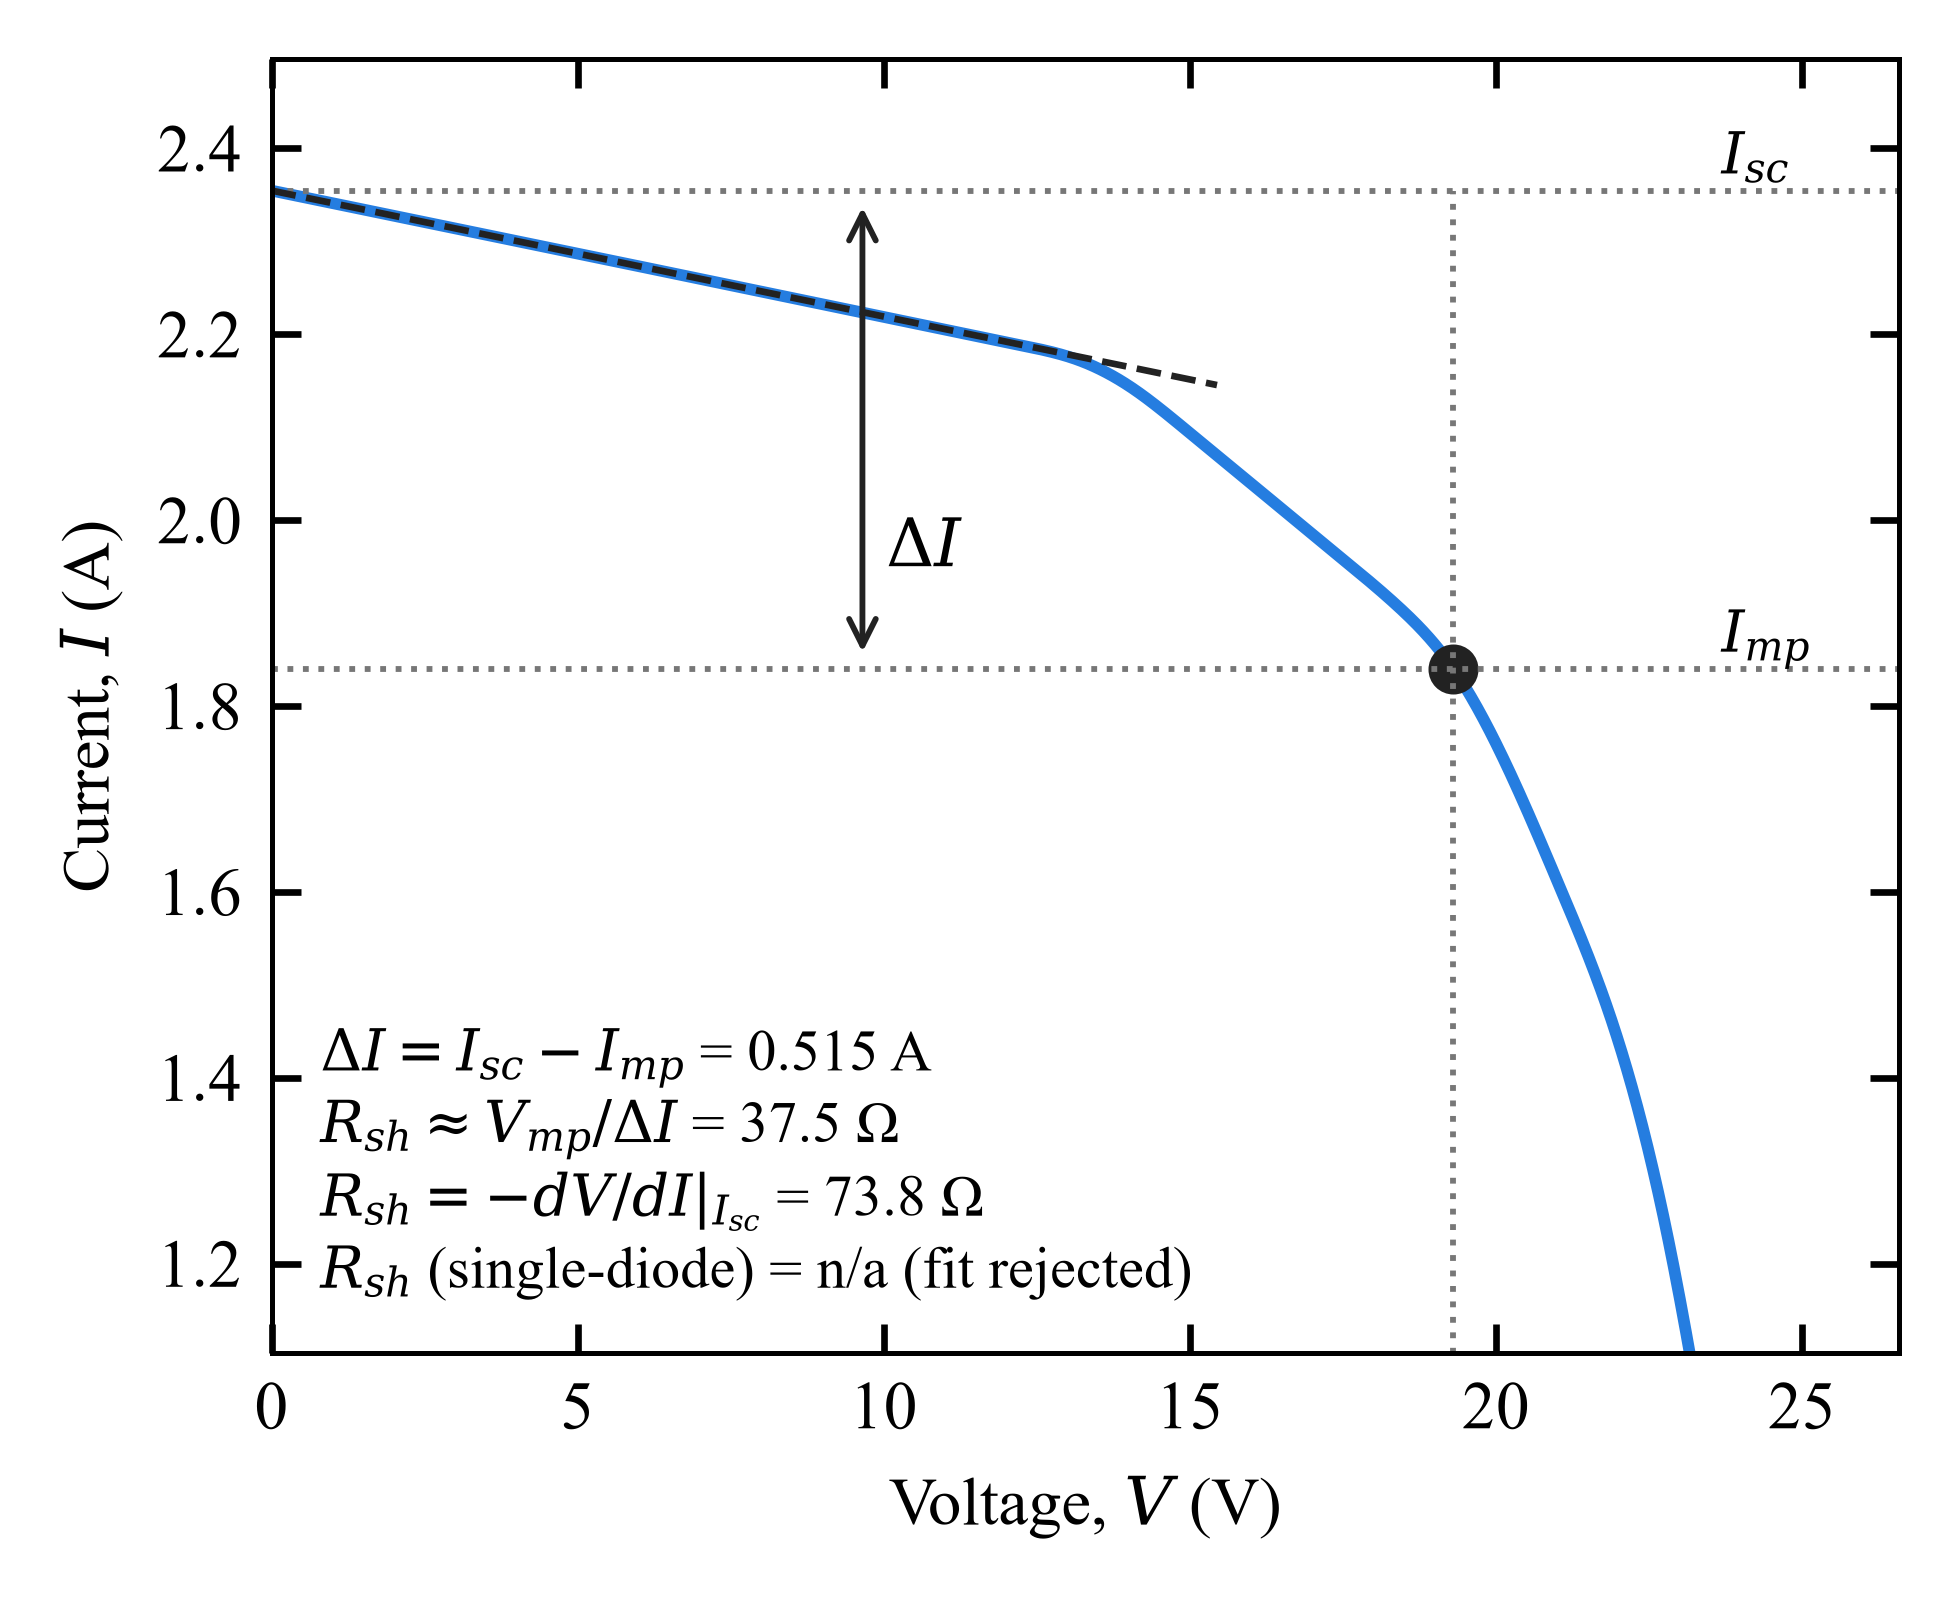 2.4
2.2
2.0
1.8
1.6
1.4
1.2
Current, I (A)
I_sc
ΔI
I_mp
ΔI = I_sc − I_mp = 0.515 A
R_sh ≈ V_mp/ΔI = 37.5 Ω
R_sh = −dV/dI|_{I_sc} = 73.8 Ω
R_sh (single-diode) = n/a (fit rejected)
0 5 10 15 20 25
Voltage, V (V)